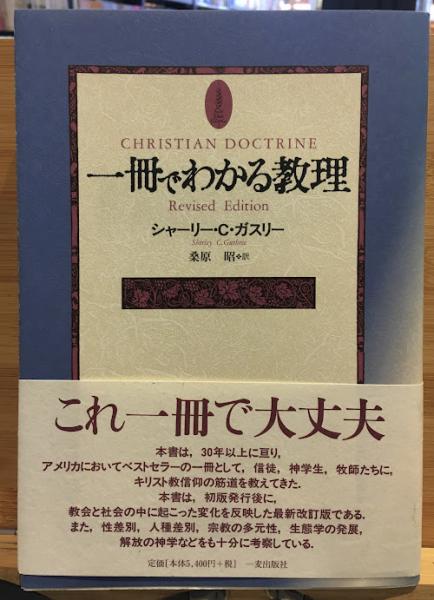 CHRISTIAN DOCTRINE
一冊でわかる教理
Revised Edition
シャーリー・C・ガスリー
Shirley C. Guthrie
桑原 昭❖訳
これ一冊で大丈夫
本書は，30年以上に亘り，
アメリカにおいてベストセラーの一冊として，信徒，神学生，牧師たちに，
キリスト教信仰の筋道を教えてきた．
本書は，初版発行後に，
教会と社会の中に起こった変化を反映した最新改訂版である．
また，性差別，人種差別，宗教の多元性，生態学の発展，
解放の神学などをも十分に考察している．
定価［本体5,400円＋税］ 一麦出版社